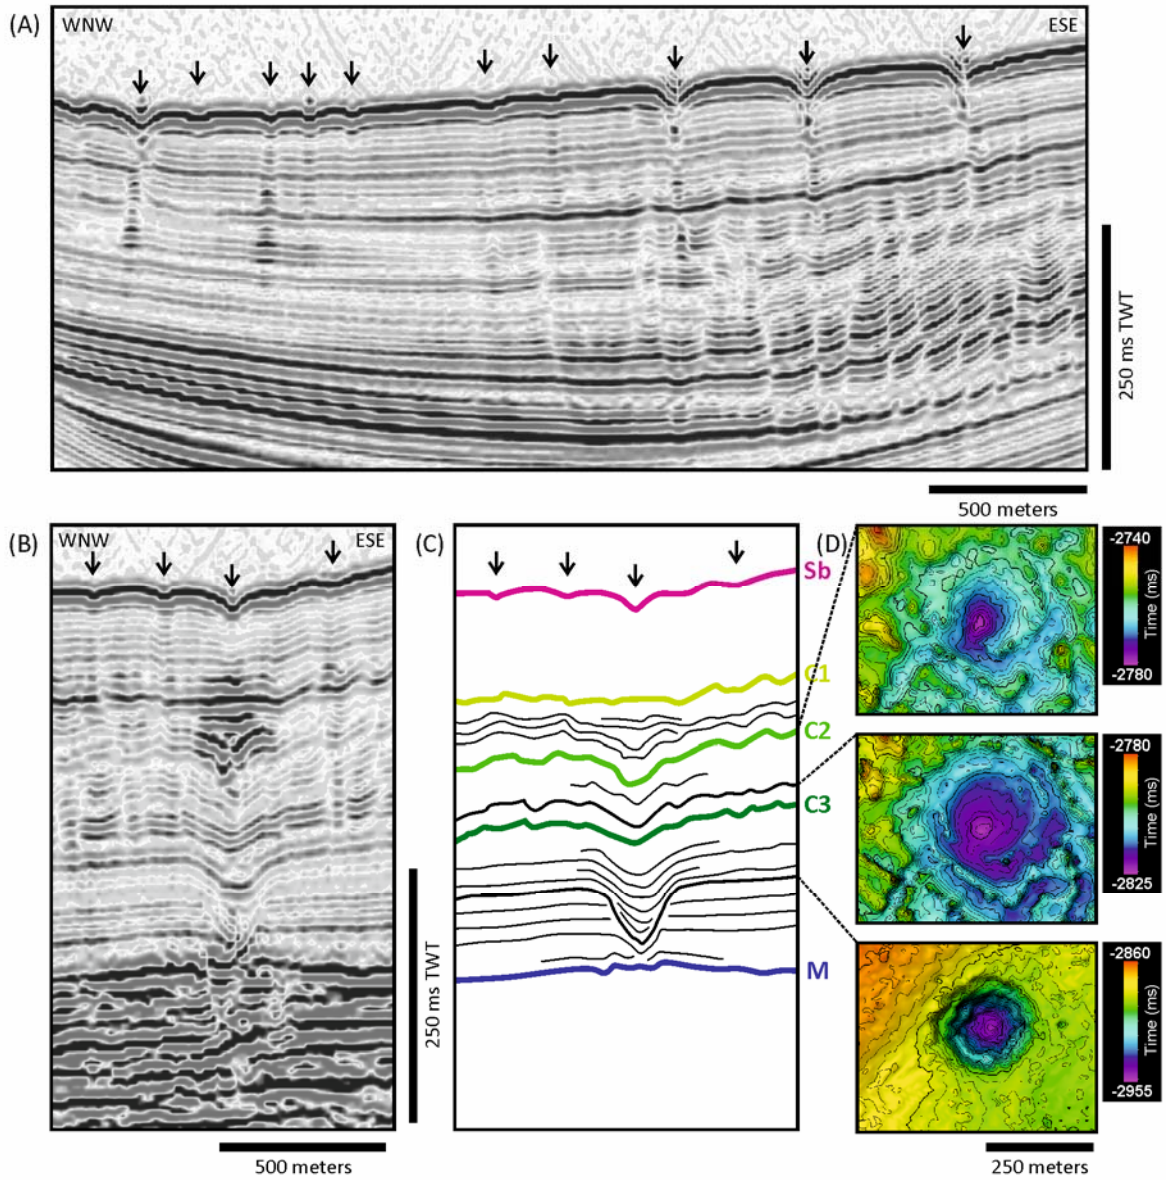 (A)
WNW
ESE
250 ms TWT
500 meters
(B)
WNW
ESE
250 ms TWT
500 meters
(C)
Sb
C1
C2
C3
M
(D)
-2740
Time (ms)
-2780
-2780
Time (ms)
-2825
-2860
Time (ms)
-2955
250 meters